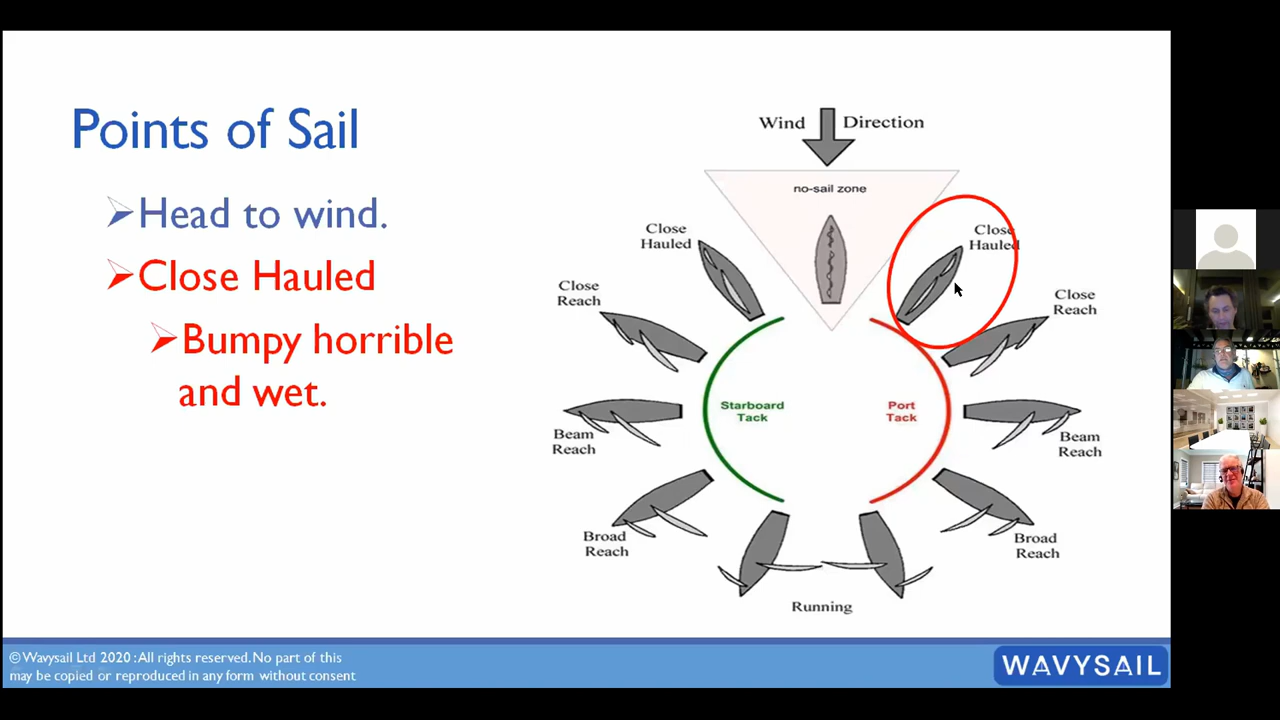 Points of Sail
Head to wind.
Close Hauled
Bumpy horrible
and wet.
Wind Direction
no-sail zone
Close
Hauled
Close
Hauled
Close
Reach
Close
Reach
Starboard
Tack
Port
Tack
Beam
Reach
Beam
Reach
Broad
Reach
Broad
Reach
Running
© Wavysail Ltd 2020 : All rights reserved. No part of this
may be copied or reproduced in any form without consent
WAVYSAIL